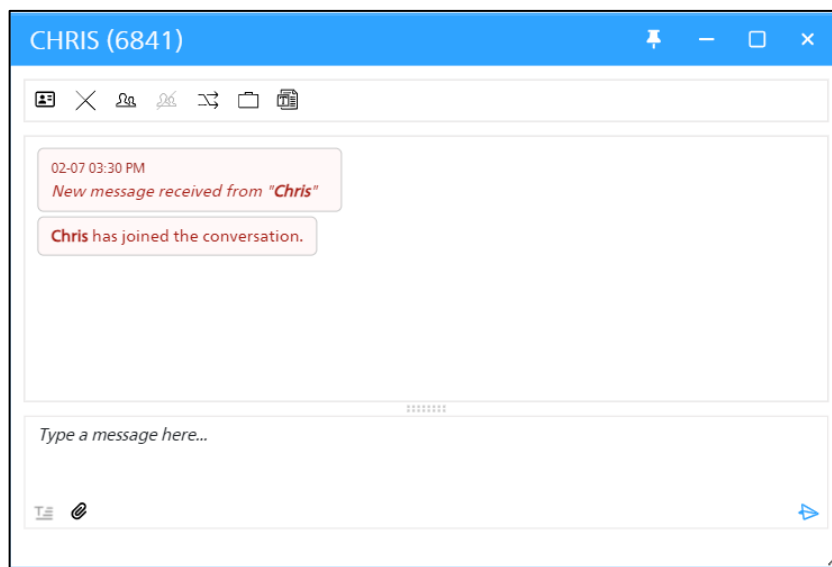 CHRIS (6841)
02-07 03:30 PM
New message received from "Chris"
Chris has joined the conversation.
Type a message here...